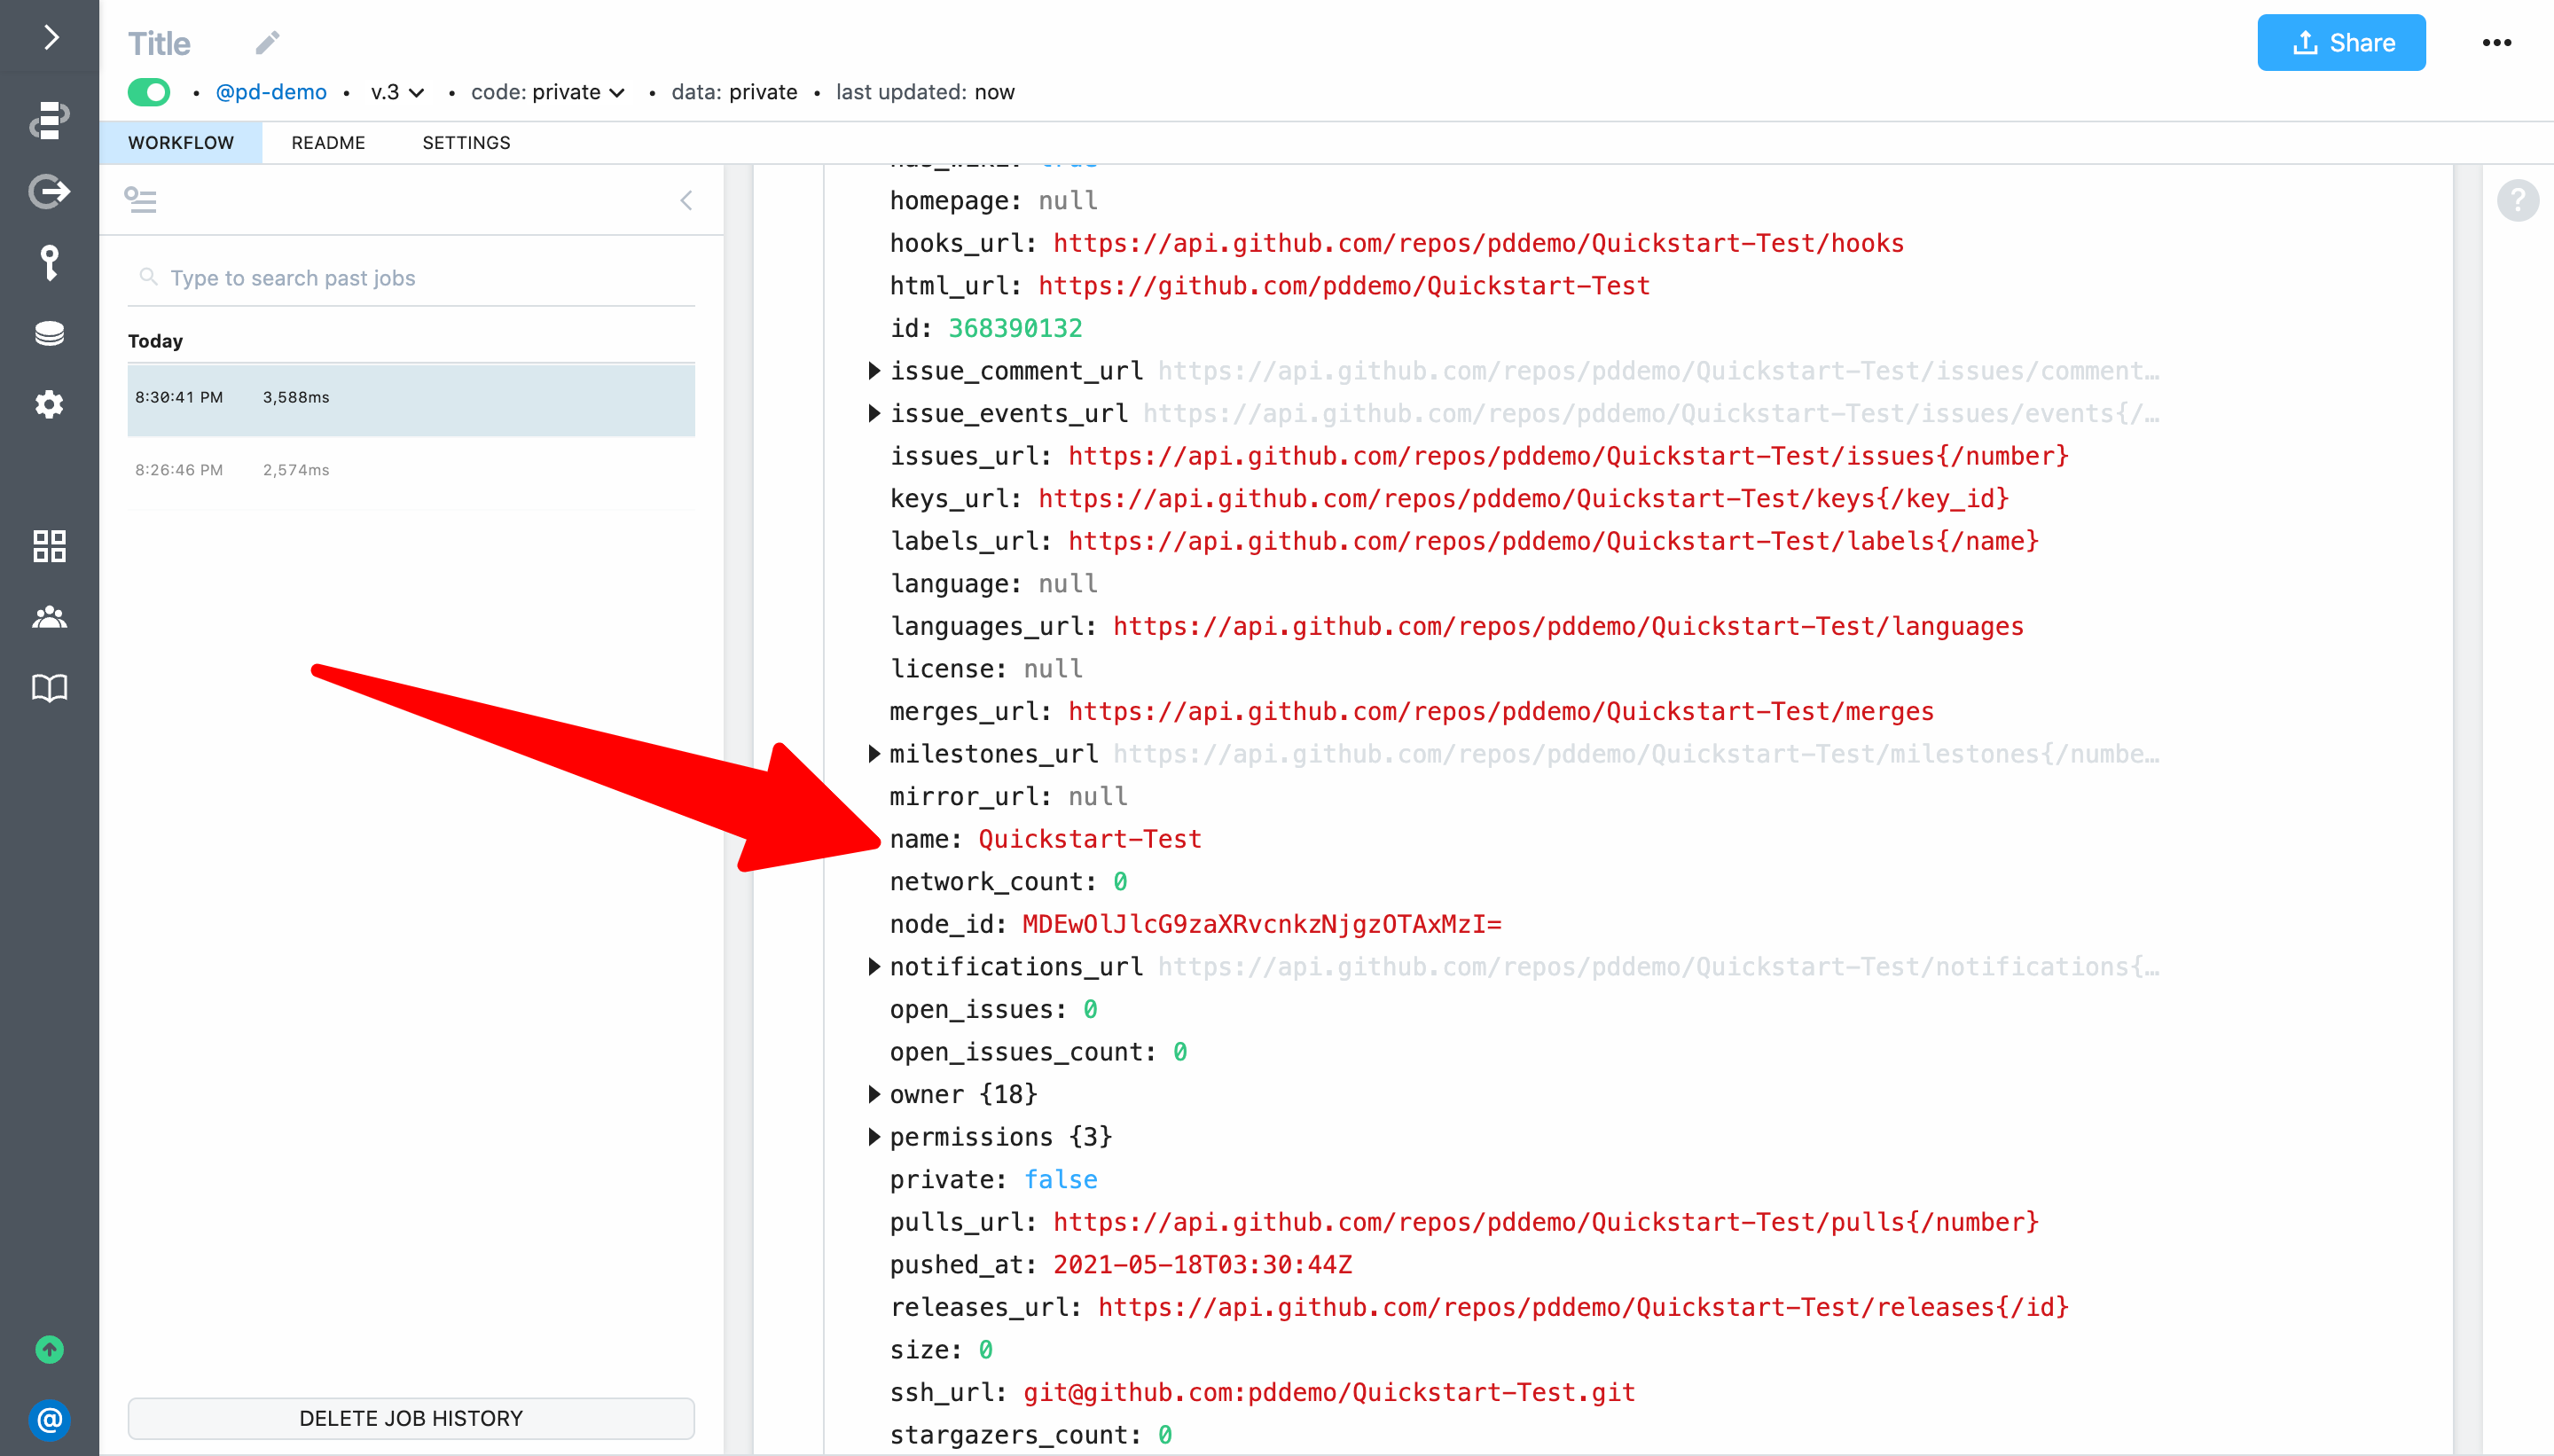 Title
Share
@pd-demo • v.3 • code: private • data: private • last updated: now
WORKFLOW README SETTINGS
Type to search past jobs
Today
8:30:41 PM 3,588ms
8:26:46 PM 2,574ms
DELETE JOB HISTORY
has_wiki: true
homepage: null
hooks_url: https://api.github.com/repos/pddemo/Quickstart-Test/hooks
html_url: https://github.com/pddemo/Quickstart-Test
id: 368390132
issue_comment_url https://api.github.com/repos/pddemo/Quickstart-Test/issues/comment…
issue_events_url https://api.github.com/repos/pddemo/Quickstart-Test/issues/events{/…
issues_url: https://api.github.com/repos/pddemo/Quickstart-Test/issues{/number}
keys_url: https://api.github.com/repos/pddemo/Quickstart-Test/keys{/key_id}
labels_url: https://api.github.com/repos/pddemo/Quickstart-Test/labels{/name}
language: null
languages_url: https://api.github.com/repos/pddemo/Quickstart-Test/languages
license: null
merges_url: https://api.github.com/repos/pddemo/Quickstart-Test/merges
milestones_url https://api.github.com/repos/pddemo/Quickstart-Test/milestones{/numbe…
mirror_url: null
name: Quickstart-Test
network_count: 0
node_id: MDEwOlJlcG9zaXRvcnkzNjgzOTAxMzI=
notifications_url https://api.github.com/repos/pddemo/Quickstart-Test/notifications{…
open_issues: 0
open_issues_count: 0
owner {18}
permissions {3}
private: false
pulls_url: https://api.github.com/repos/pddemo/Quickstart-Test/pulls{/number}
pushed_at: 2021-05-18T03:30:44Z
releases_url: https://api.github.com/repos/pddemo/Quickstart-Test/releases{/id}
size: 0
ssh_url: git@github.com:pddemo/Quickstart-Test.git
stargazers_count: 0